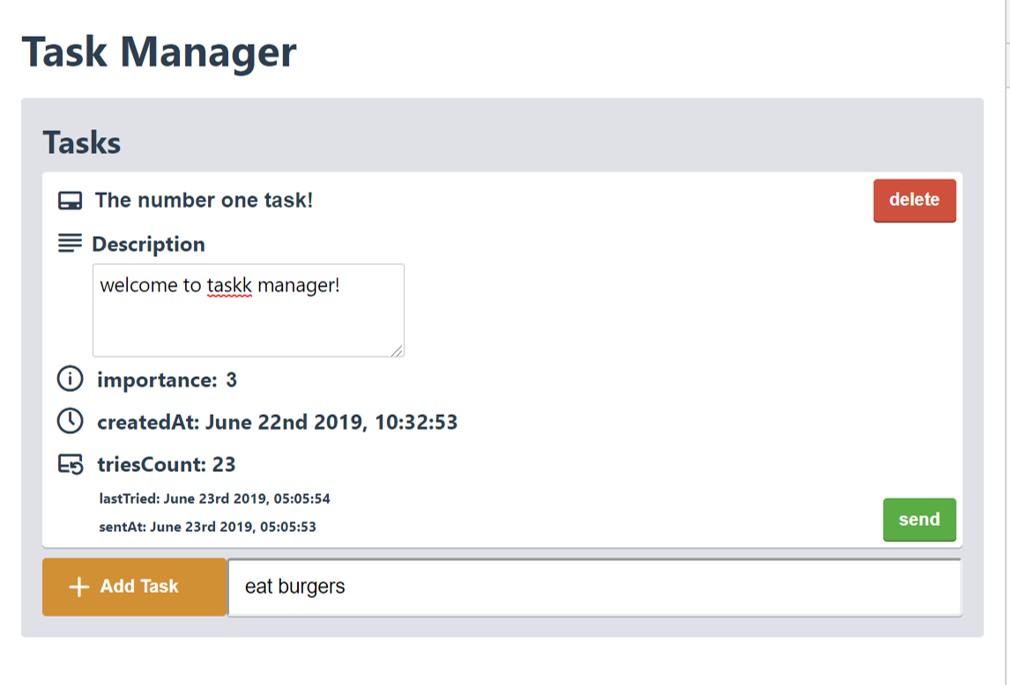 Task Manager
Tasks
The number one task!
delete
Description
welcome to taskk manager!
importance: 3
createdAt: June 22nd 2019, 10:32:53
triesCount: 23
lastTried: June 23rd 2019, 05:05:54
sentAt: June 23rd 2019, 05:05:53
send
Add Task
eat burgers